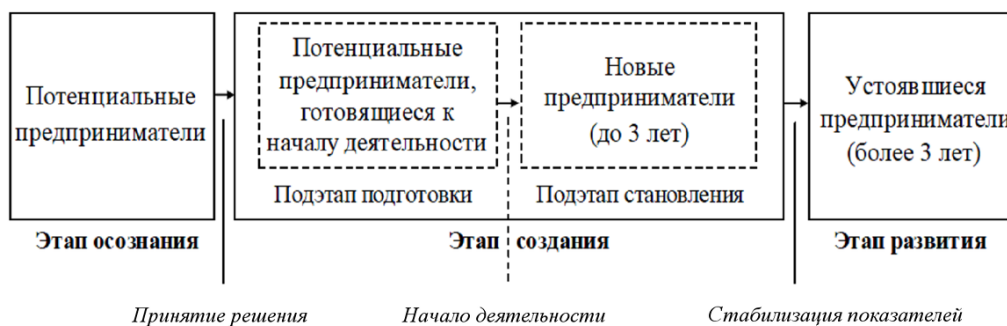 Потенциальные
предприниматели
Этап осознания
Потенциальные
предприниматели,
готовящиеся к
началу деятельности
Подэтап подготовки
Новые
предприниматели
(до 3 лет)
Подэтап становления
Этап создания
Устоявшиеся
предприниматели
(более 3 лет)
Этап развития
Принятие решения
Начало деятельности
Стабилизация показателей